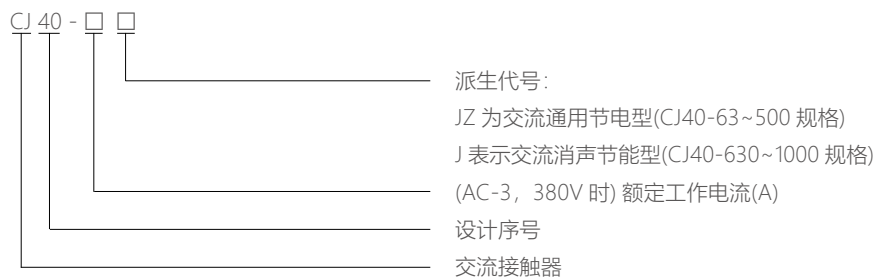 CJ 40 - □ □
派生代号：
JZ 为交流通用节电型(CJ40-63~500 规格)
J 表示交流消声节能型(CJ40-630~1000 规格)
(AC-3，380V 时) 额定工作电流(A)
设计序号
交流接触器